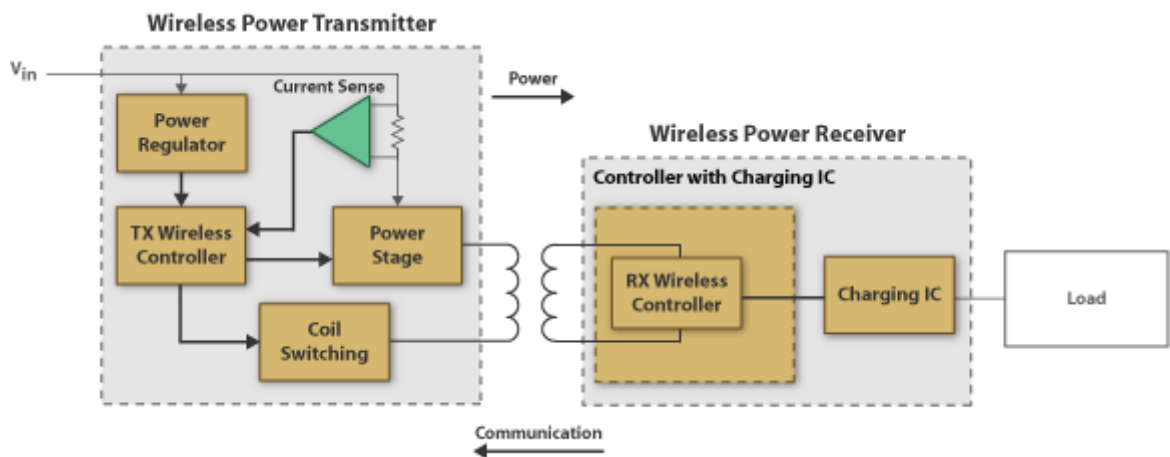 Wireless Power Transmitter
Vin
Current Sense
Power
Power
Regulator
Wireless Power Receiver
Controller with Charging IC
TX Wireless
Controller
Power
Stage
RX Wireless
Controller
Charging IC
Load
Coil
Switching
Communication